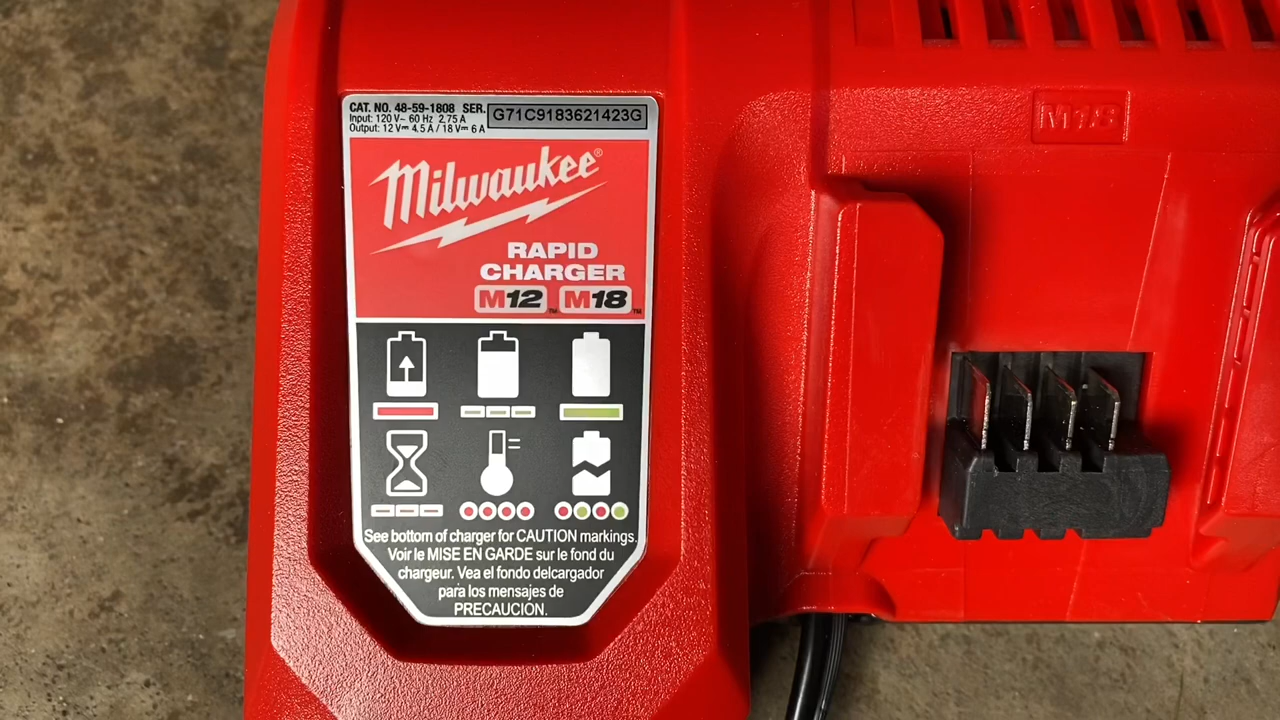 CAT. NO. 48-59-1808 SER. G71C9183621423G
Input: 120 V~ 60 Hz 2.75 A
Output: 12 V⎓ 4.5 A / 18 V⎓ 6 A
Milwaukee®
RAPID
CHARGER
M12™ M18™
See bottom of charger for CAUTION markings.
Voir le MISE EN GARDE sur le fond du
chargeur. Vea el fondo delcargador
para los mensajes de
PRECAUCION.
M18